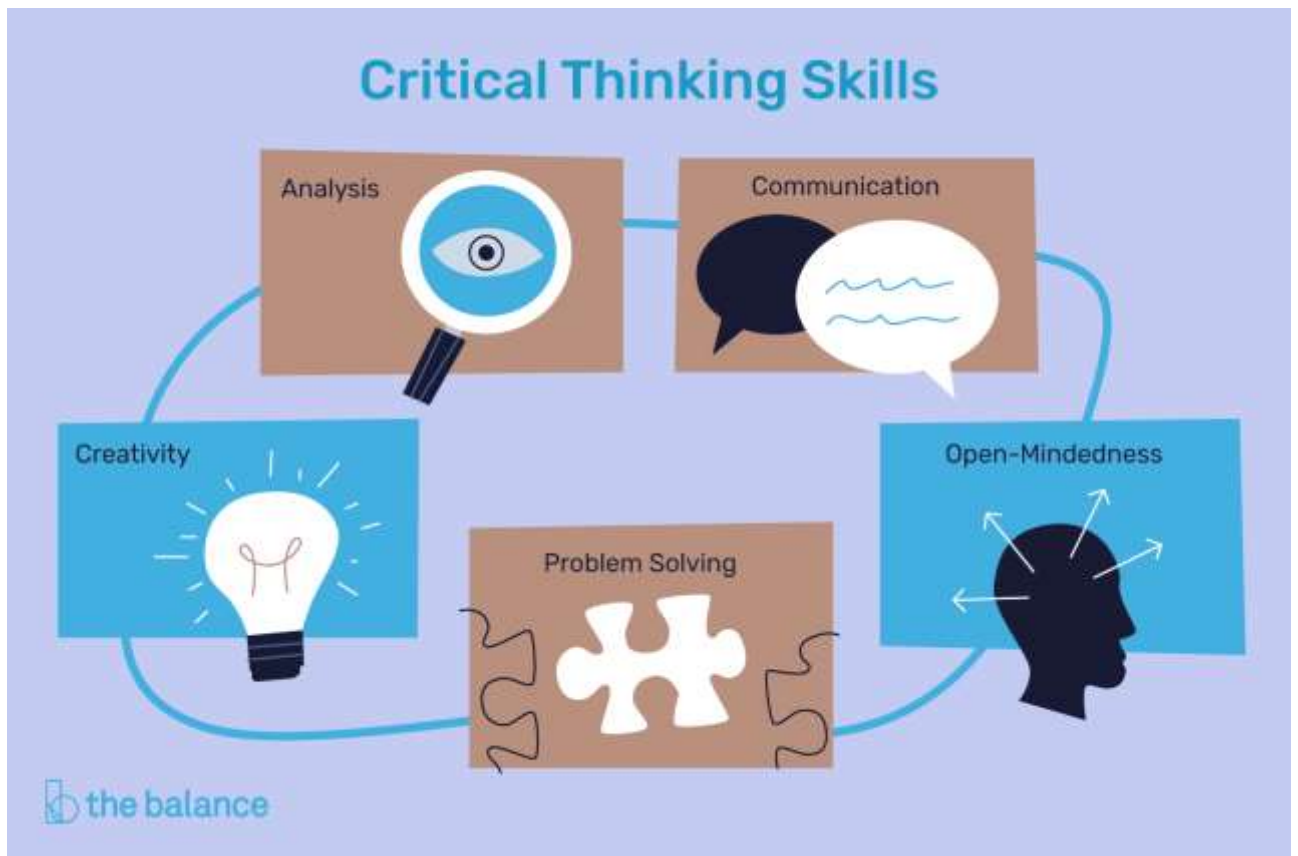 Critical Thinking Skills
Analysis
Communication
Creativity
Open-Mindedness
Problem Solving
the balance